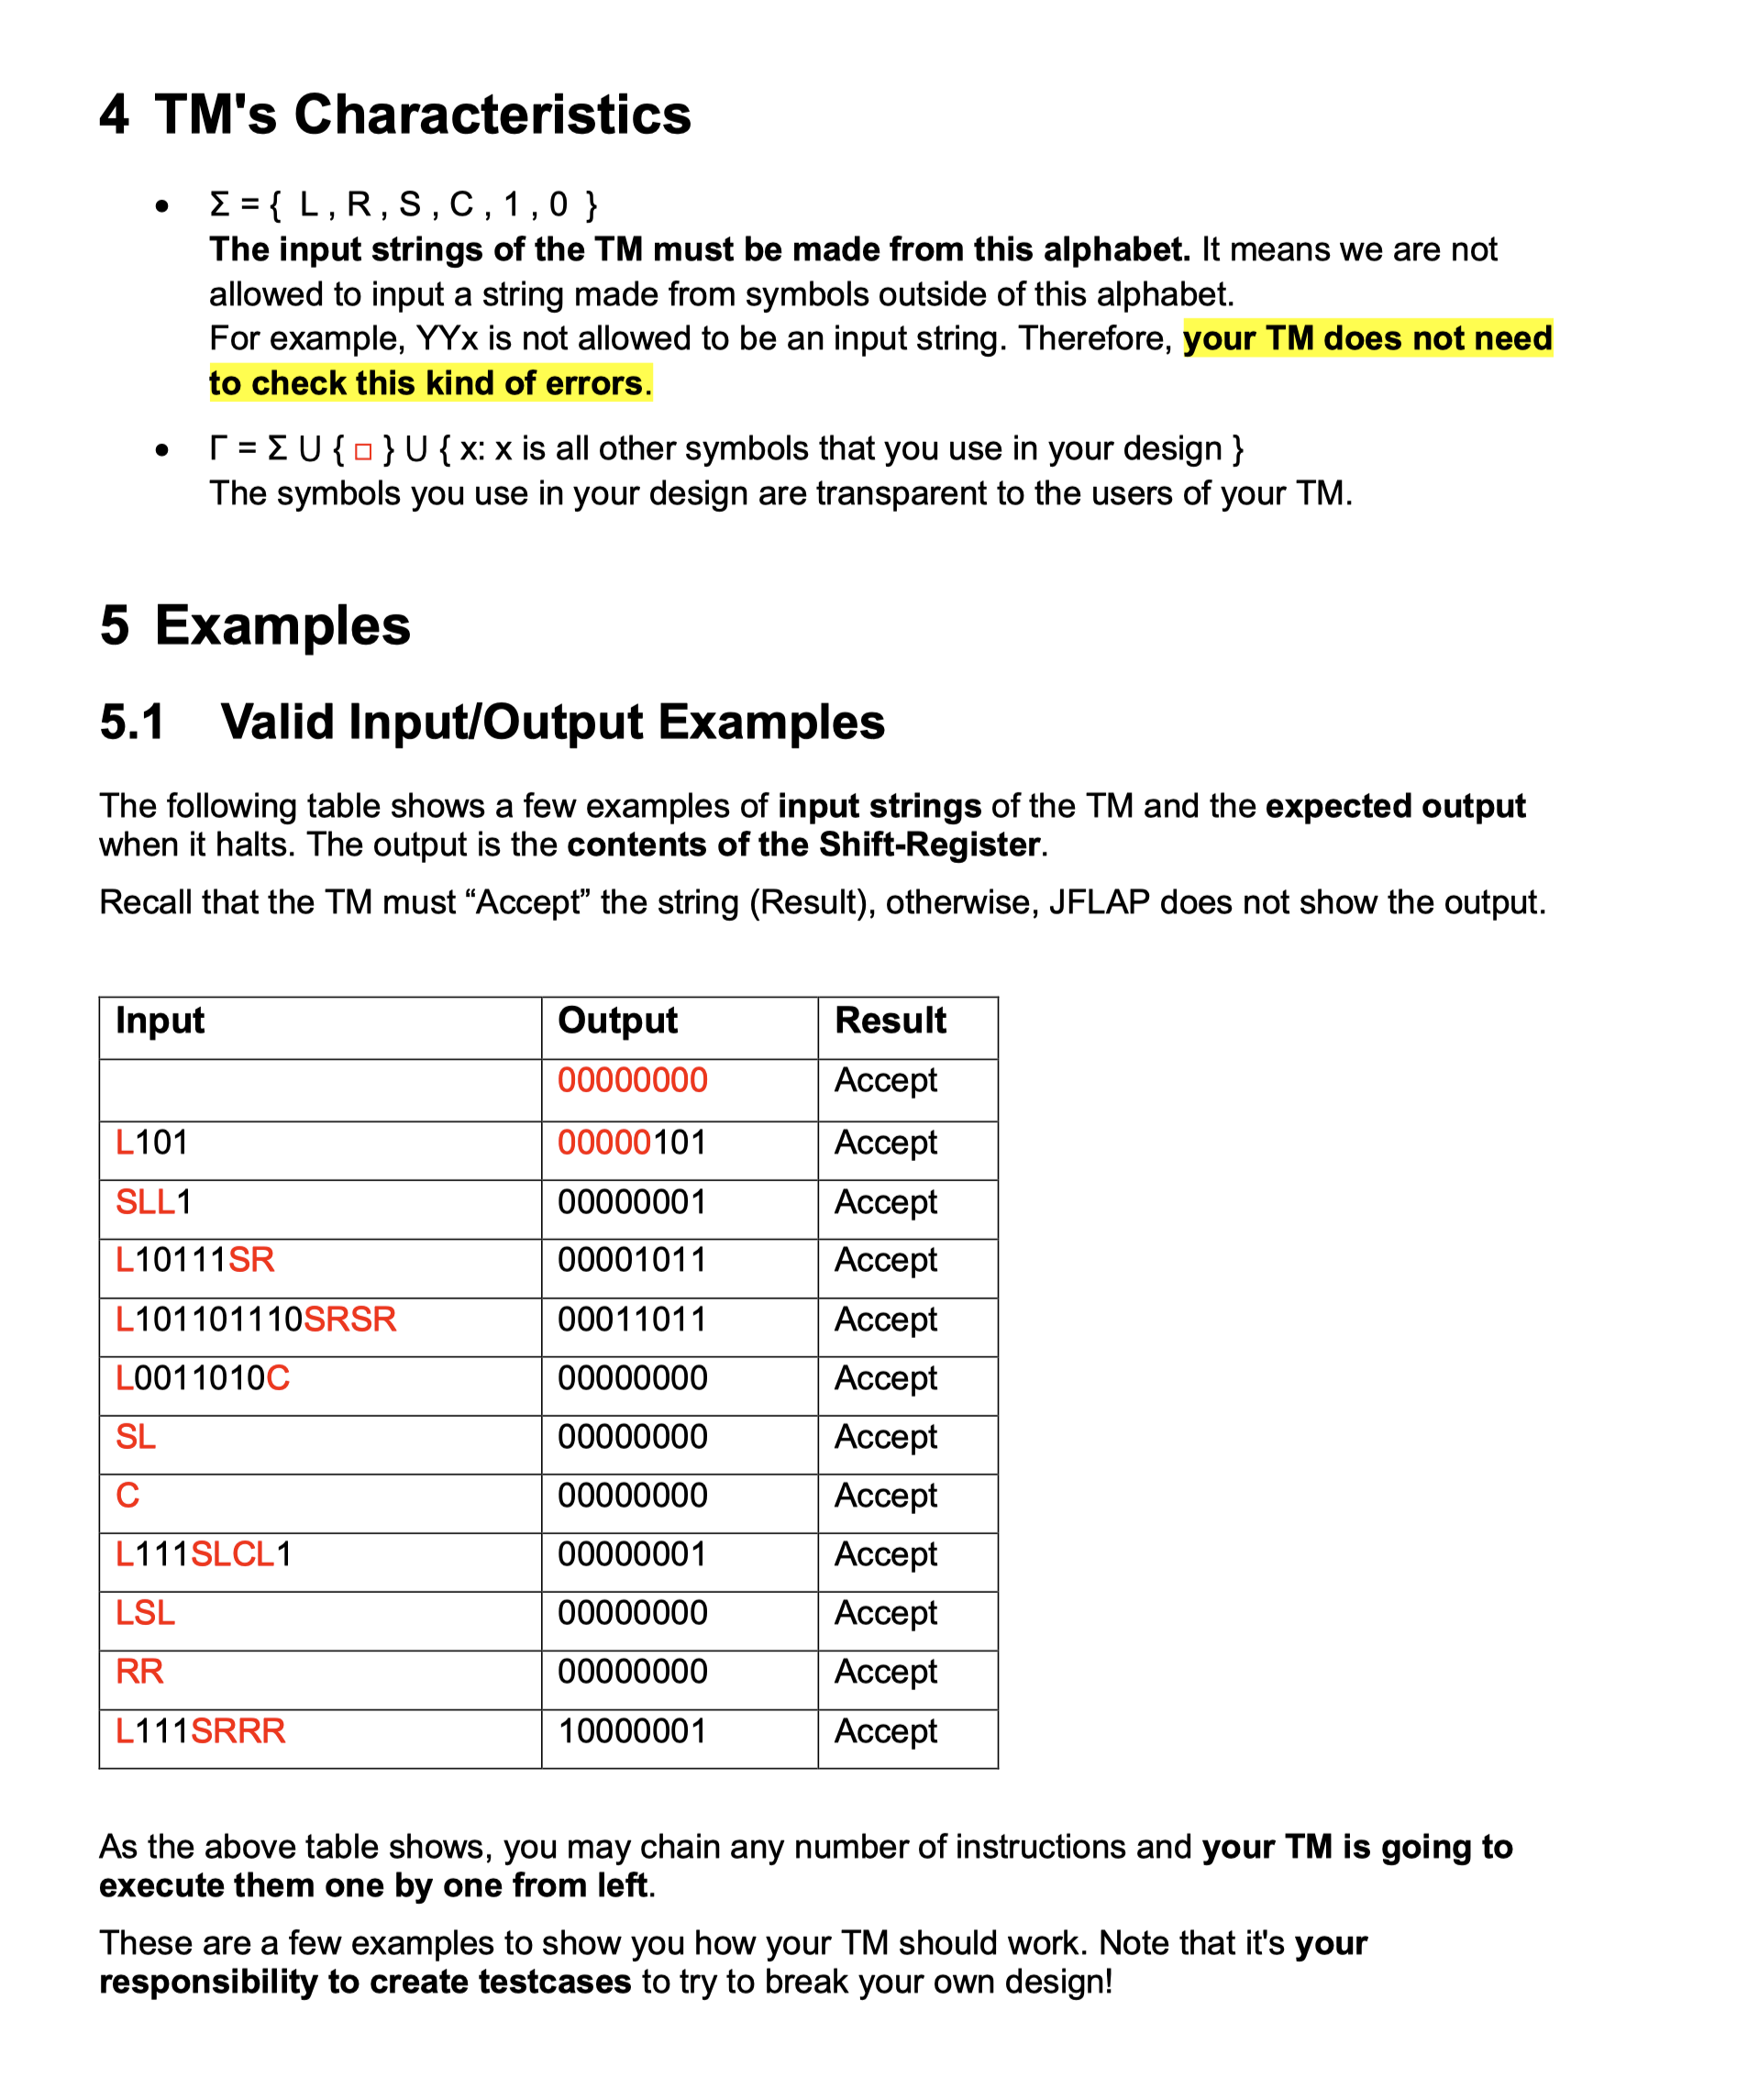 4 TM's Characteristics
• Σ = { L , R , S , C , 1 , 0 }
The input strings of the TM must be made from this alphabet. It means we are not
allowed to input a string made from symbols outside of this alphabet.
For example, YYx is not allowed to be an input string. Therefore, your TM does not need
to check this kind of errors.
• Γ = Σ U { □ } U { x: x is all other symbols that you use in your design }
The symbols you use in your design are transparent to the users of your TM.
5 Examples
5.1 Valid Input/Output Examples
The following table shows a few examples of input strings of the TM and the expected output
when it halts. The output is the contents of the Shift-Register.
Recall that the TM must “Accept” the string (Result), otherwise, JFLAP does not show the output.
Input Output Result
00000000 Accept
L101 00000101 Accept
SLL1 00000001 Accept
L10111SR 00001011 Accept
L101101110SRSR 00011011 Accept
L0011010C 00000000 Accept
SL 00000000 Accept
C 00000000 Accept
L111SLCL1 00000001 Accept
LSL 00000000 Accept
RR 00000000 Accept
L111SRRR 10000001 Accept
As the above table shows, you may chain any number of instructions and your TM is going to
execute them one by one from left.
These are a few examples to show you how your TM should work. Note that it's your
responsibility to create testcases to try to break your own design!